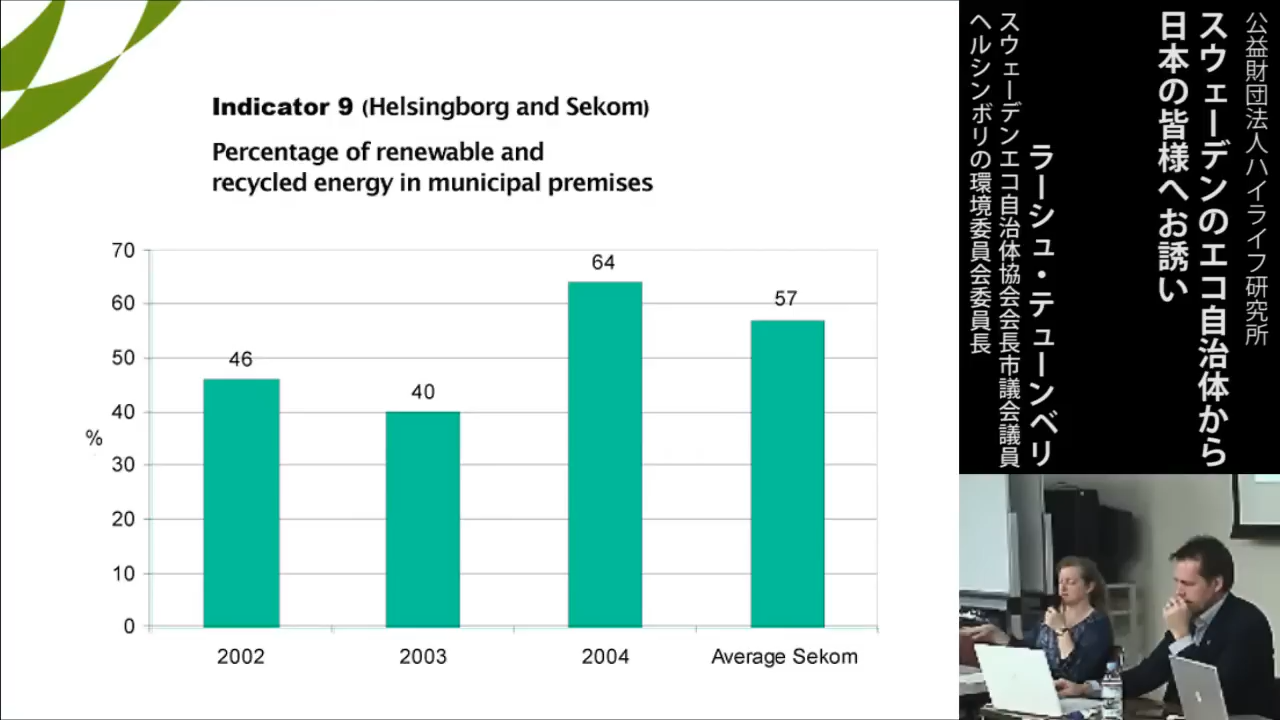 Indicator 9 (Helsingborg and Sekom)
Percentage of renewable and
recycled energy in municipal premises
70
60
50
40
30
20
10
0
%
46
40
64
57
2002
2003
2004
Average Sekom
公益財団法人ハイライフ研究所
スウェーデンのエコ自治体から
日本の皆様へお誘い
ラーシュ・テューンベリ
スウェーデンエコ自治体協会会長市議会議員
ヘルシンボリの環境委員会委員長